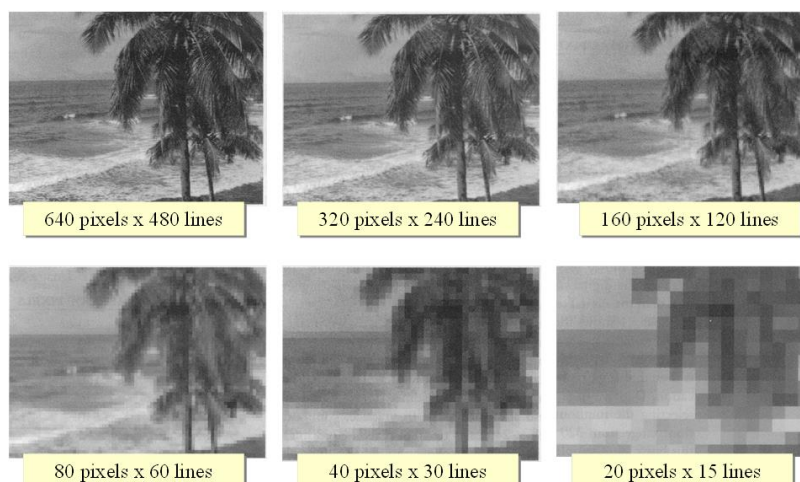 640 pixels x 480 lines
320 pixels x 240 lines
160 pixels x 120 lines
80 pixels x 60 lines
40 pixels x 30 lines
20 pixels x 15 lines